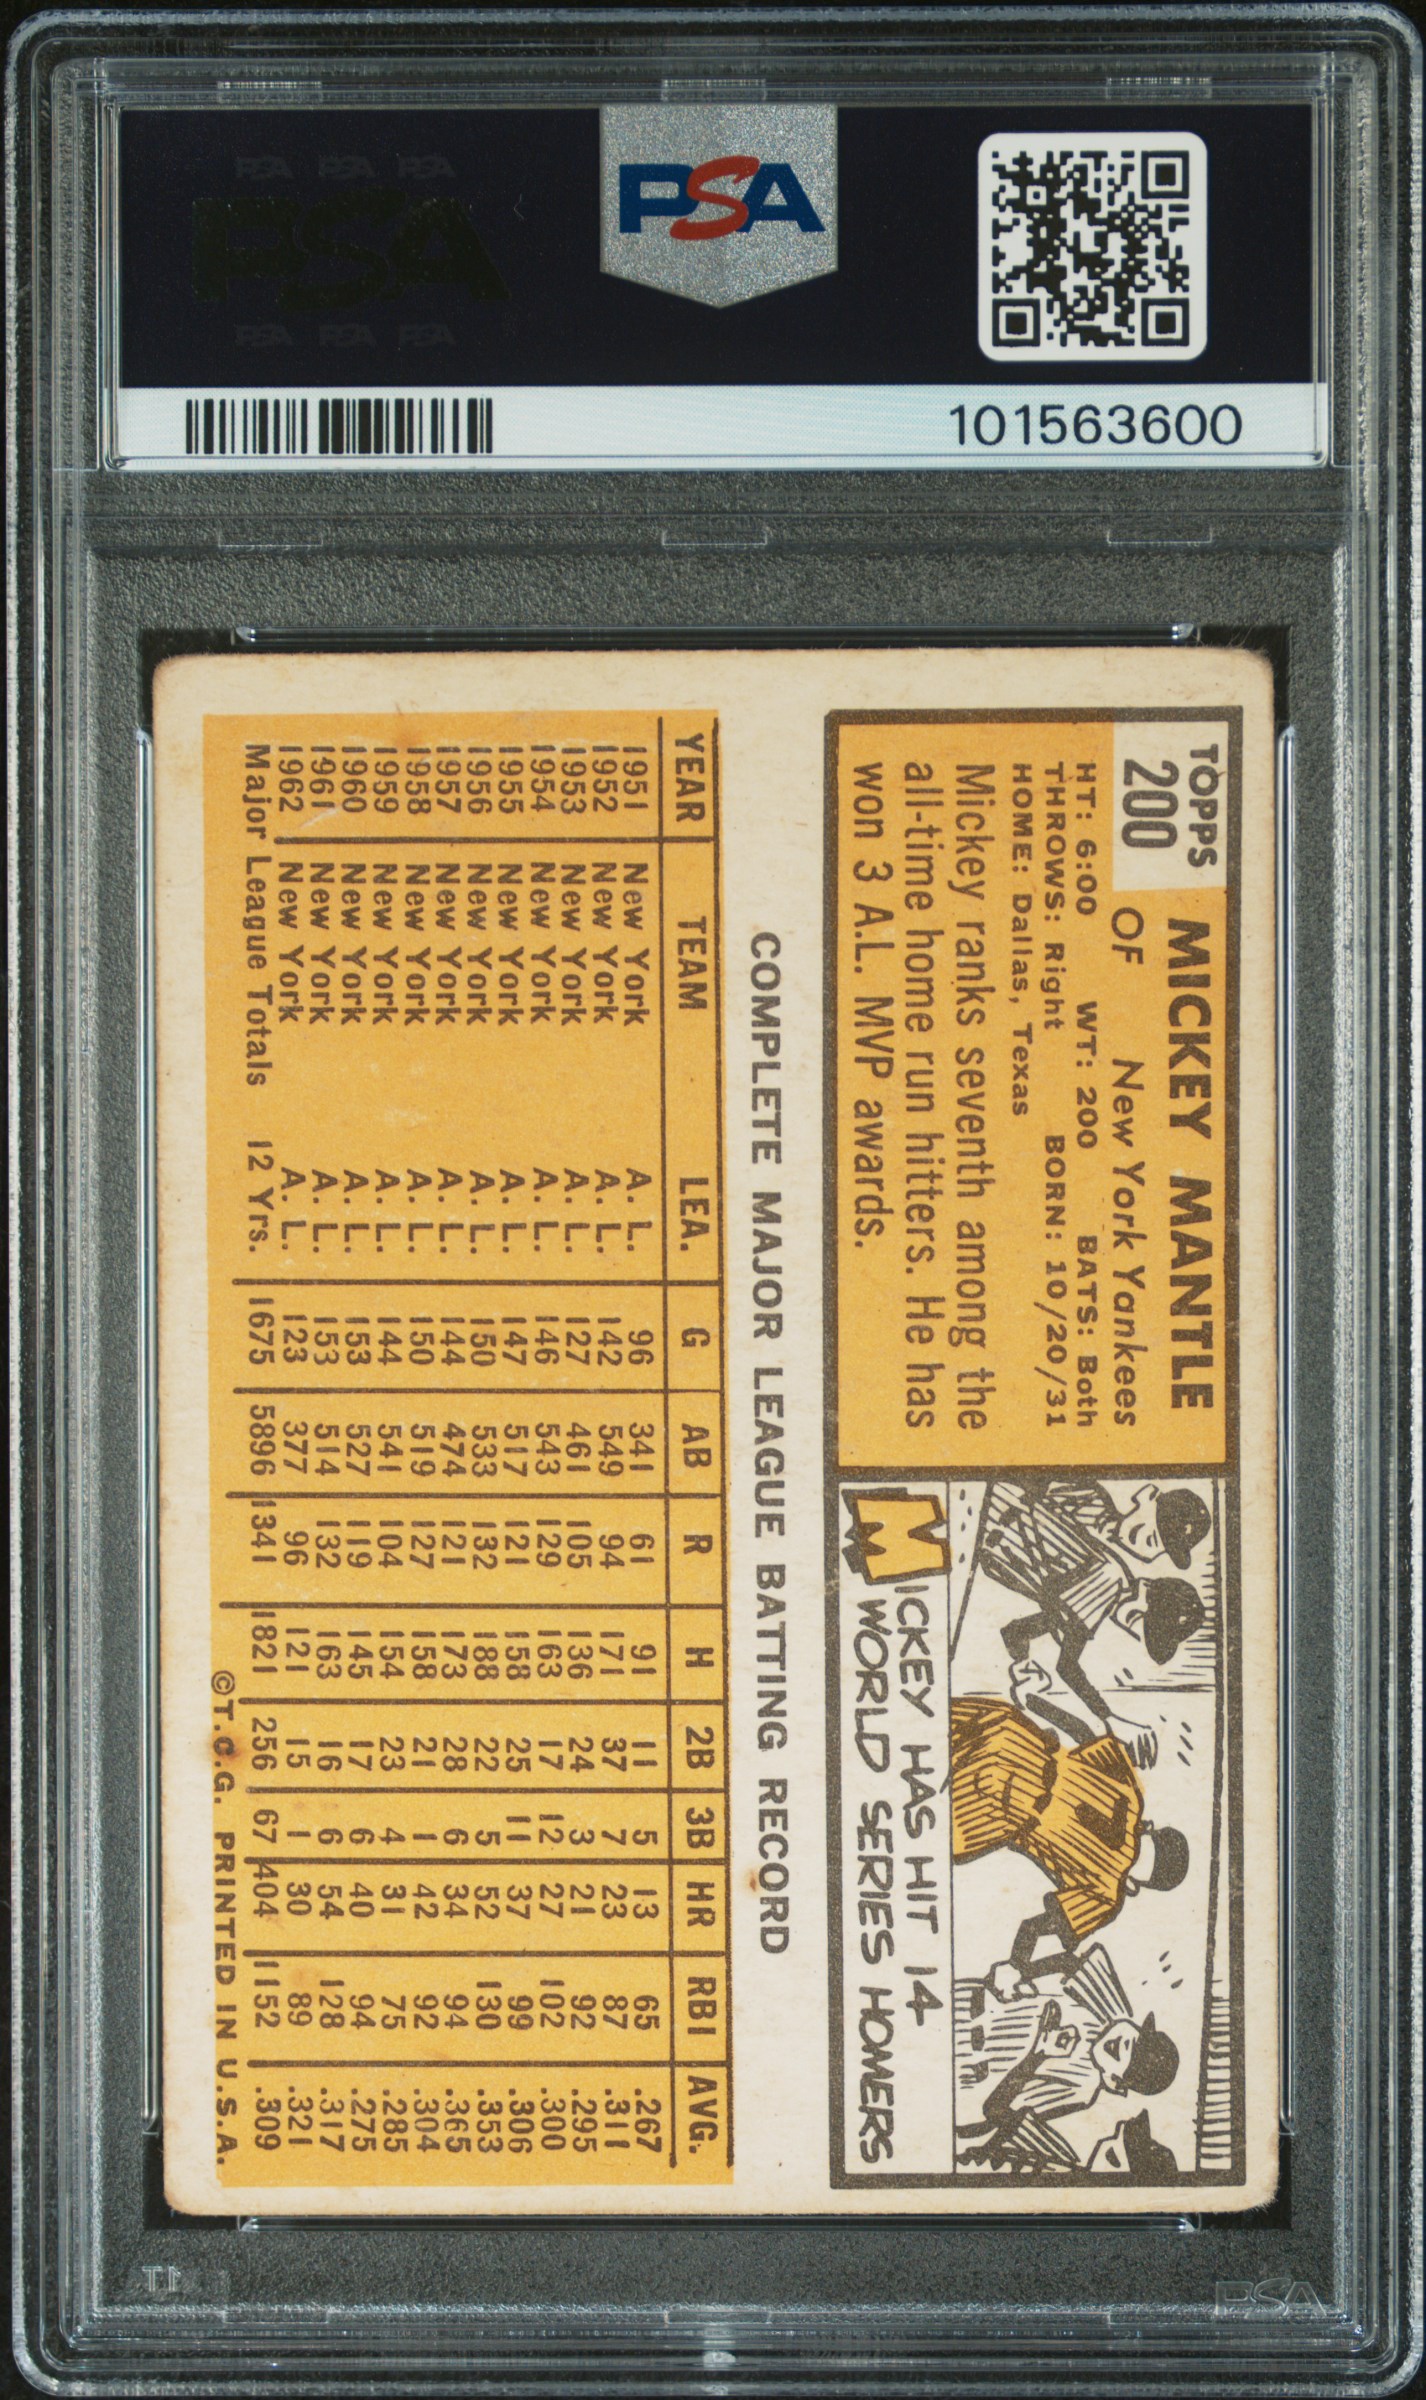 PSA PSA PSA
PSA
PSA PSA PSA
PSA
101563600
TOPPS
200
MICKEY MANTLE
OF New York Yankees
HT: 6:00 WT: 200 BATS: Both
THROWS: Right BORN: 10/20/31
HOME: Dallas, Texas
Mickey ranks seventh among the
all-time home run hitters. He has
won 3 A.L. MVP awards.
7
MICKEY HAS HIT 14
WORLD SERIES HOMERS
COMPLETE MAJOR LEAGUE BATTING RECORD
YEAR TEAM LEA. G AB R H 2B 3B HR RBI AVG.
1951 New York A. L. 96 341 61 91 11 5 13 65 .267
1952 New York A. L. 142 549 94 171 37 7 23 87 .311
1953 New York A. L. 127 461 105 136 24 3 21 92 .295
1954 New York A. L. 146 543 129 163 17 12 27 102 .300
1955 New York A. L. 147 517 121 158 25 11 37 99 .306
1956 New York A. L. 150 533 132 188 22 5 52 130 .353
1957 New York A. L. 144 474 121 173 28 6 34 94 .365
1958 New York A. L. 150 519 127 158 21 1 42 92 .304
1959 New York A. L. 144 541 104 154 23 4 31 75 .285
1960 New York A. L. 153 527 119 145 17 6 40 94 .275
1961 New York A. L. 153 514 132 163 16 6 54 128 .317
1962 New York A. L. 123 377 96 121 15 1 30 89 .321
Major League Totals 12 Yrs. 1675 5896 1341 1821 256 67 404 1152 .309
©T.C.G. PRINTED IN U.S.A.
PSA